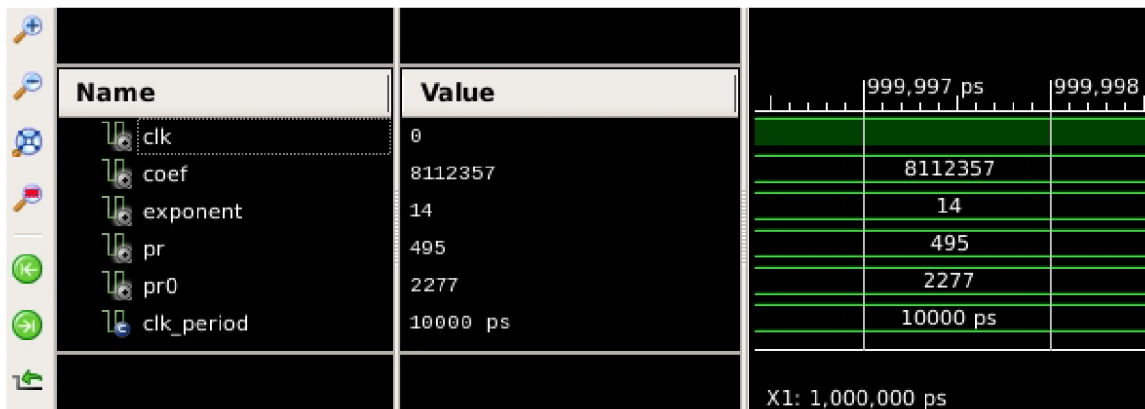 Name Value 999,997 ps 999,998
clk 0
coef 8112357 8112357
exponent 14 14
pr 495 495
pr0 2277 2277
clk_period 10000 ps 10000 ps
X1: 1,000,000 ps